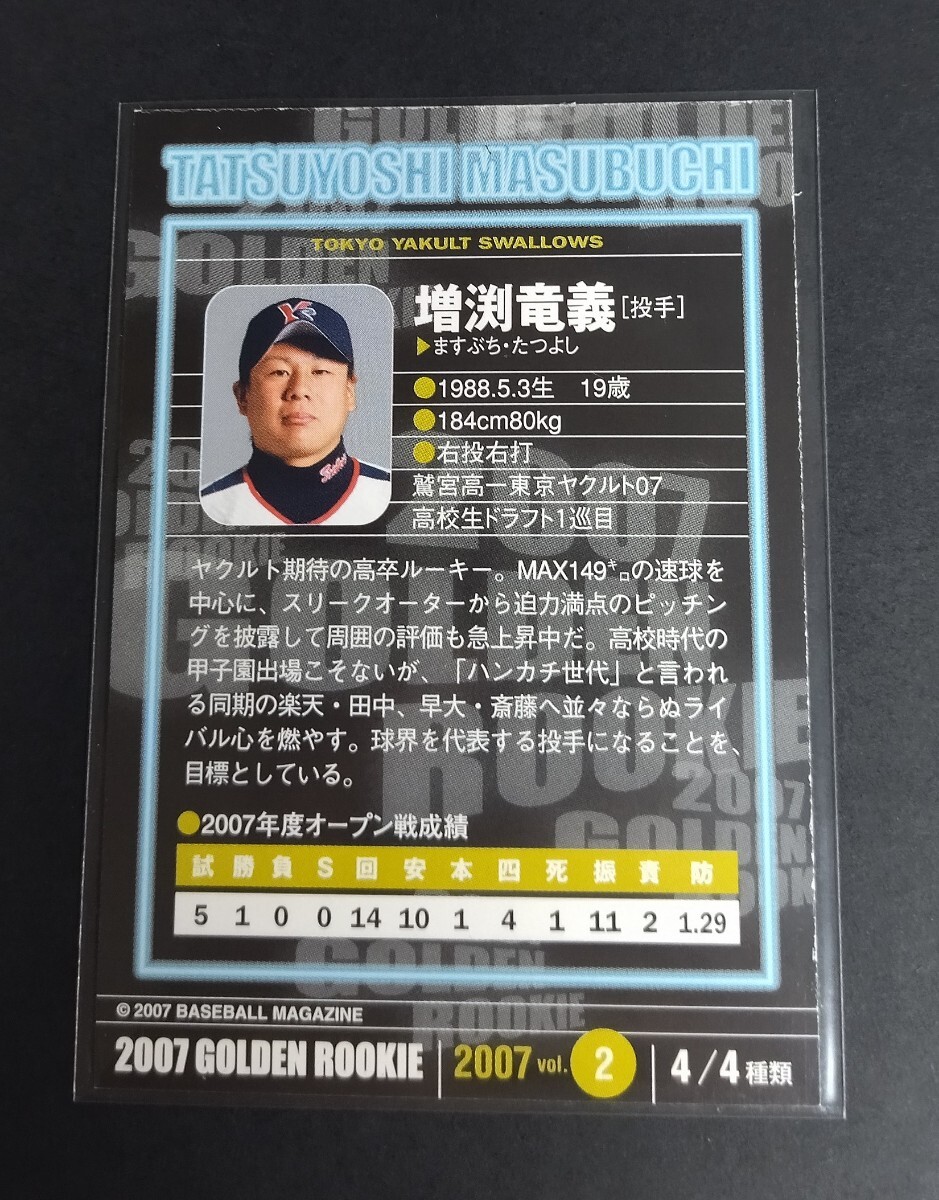 TATSUYOSHI MASUBUCHI
TOKYO YAKULT SWALLOWS
増渕竜義[投手]
▶ますぶち・たつよし
●1988.5.3生 19歳
●184cm80kg
●右投右打
鷲宮高ー東京ヤクルト07
高校生ドラフト1巡目
ヤクルト期待の高卒ルーキー。MAX149㌔の速球を
中心に、スリークオーターから迫力満点のピッチン
グを披露して周囲の評価も急上昇中だ。高校時代の
甲子園出場こそないが、「ハンカチ世代」と言われ
る同期の楽天・田中、早大・斎藤へ並々ならぬライ
バル心を燃やす。球界を代表する投手になることを、
目標としている。
●2007年度オープン戦成績
試 勝 負 S 回 安 本 四 死 振 責 防
5 1 0 0 14 10 1 4 1 11 2 1.29
© 2007 BASEBALL MAGAZINE
2007 GOLDEN ROOKIE 2007 vol. 2 4/4種類